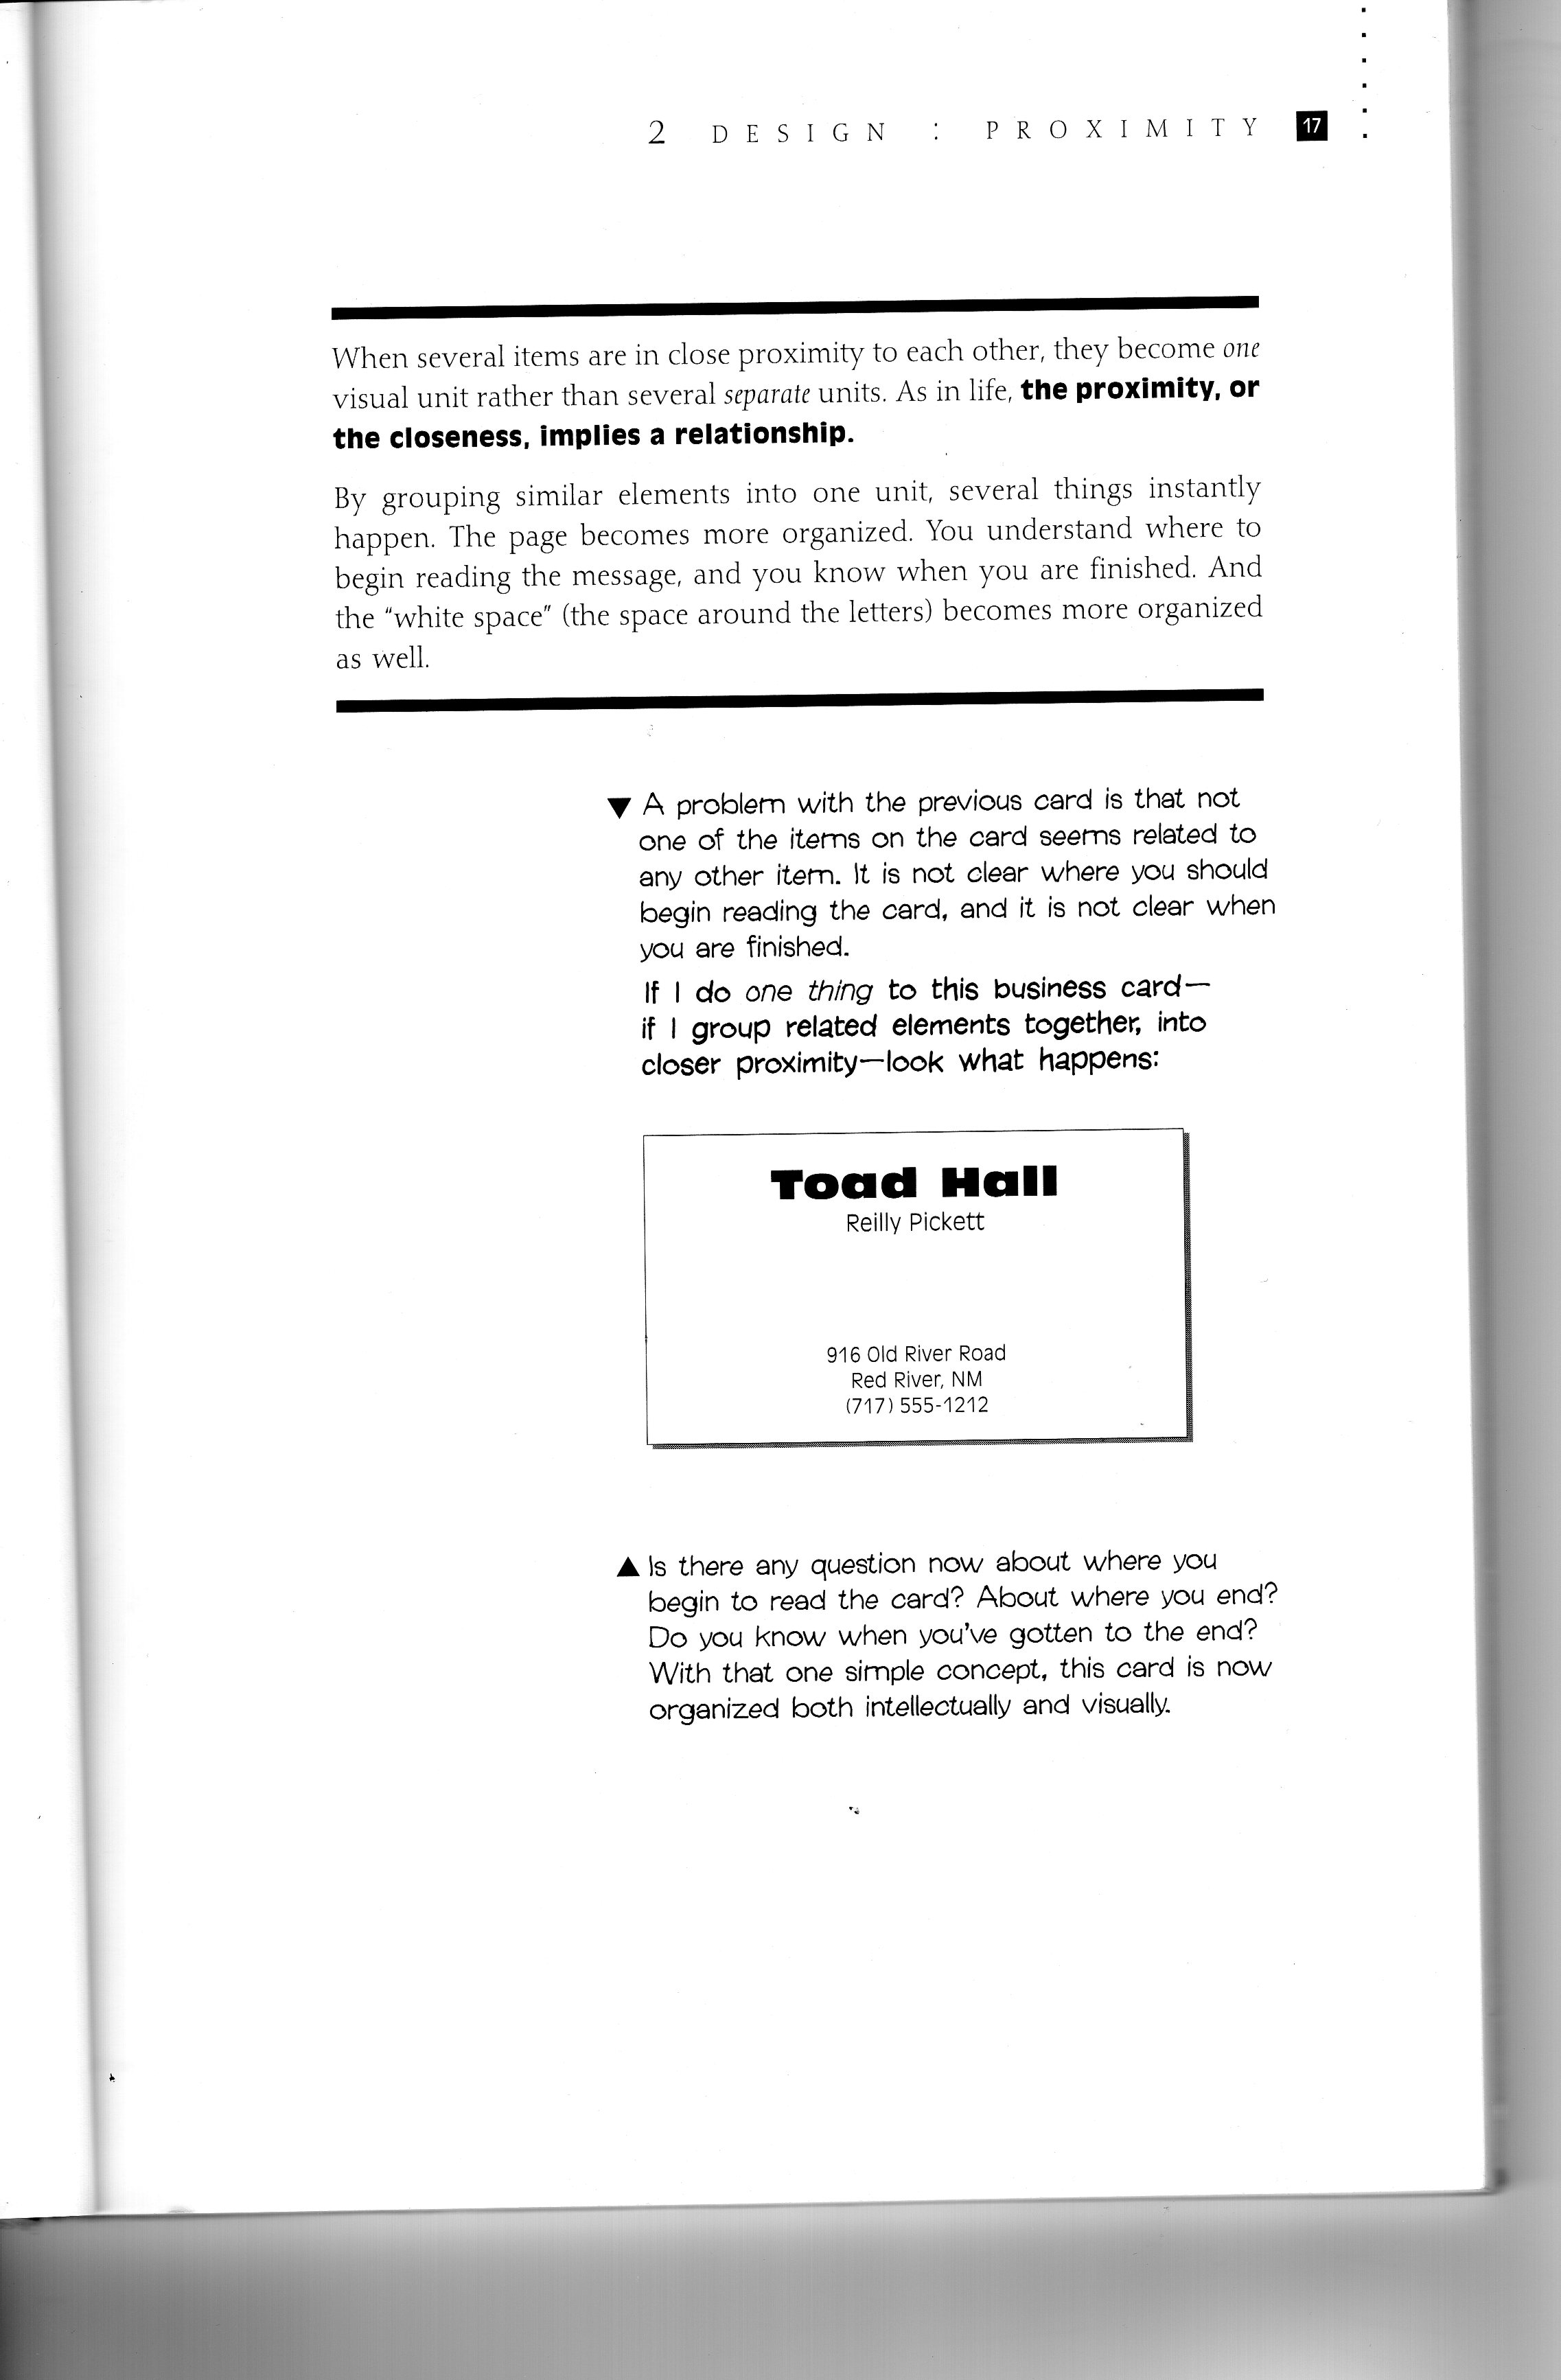 2 DESIGN : PROXIMITY 17
When several items are in close proximity to each other, they become one
visual unit rather than several separate units. As in life, the proximity, or
the closeness, implies a relationship.
By grouping similar elements into one unit, several things instantly
happen. The page becomes more organized. You understand where to
begin reading the message, and you know when you are finished. And
the “white space” (the space around the letters) becomes more organized
as well.
▼ A problem with the previous card is that not
one of the items on the card seems related to
any other item. It is not clear where you should
begin reading the card, and it is not clear when
you are finished.
If I do one thing to this business card—
if I group related elements together, into
closer proximity—look what happens:
Toad Hall
Reilly Pickett
916 Old River Road
Red River, NM
(717) 555-1212
▲ Is there any question now about where you
begin to read the card? About where you end?
Do you know when you've gotten to the end?
With that one simple concept, this card is now
organized both intellectually and visually.